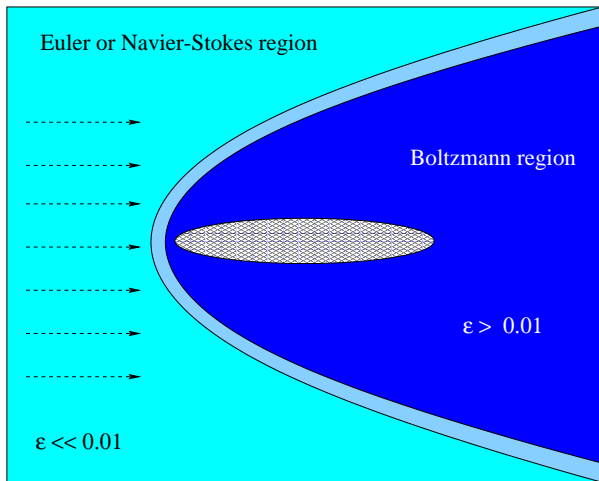 Euler or Navier-Stokes region
Boltzmann region
ε > 0.01
ε << 0.01